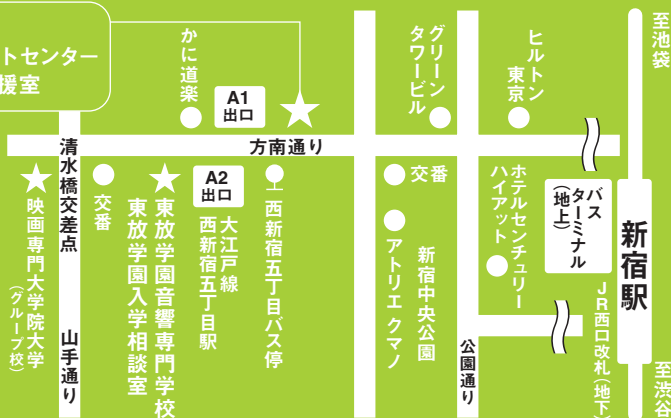 トセンター
援室
かに道楽
A1
出口
グリーン
タワービル
ヒルトン
東京
至池袋
清水橋交差点
方南通り
映画専門大学院大学
(グループ校)
交番
山手通り
東放学園音響専門学校
東放学園入学相談室
A2
出口
大江戸線
西新宿五丁目駅
西新宿五丁目バス停
交番
アトリエクマノ
新宿中央公園
公園通り
ホテルセンチュリー
ハイアット
バス
ターミナル
(地上)
新宿駅
JR西口改札(地下)
至渋谷